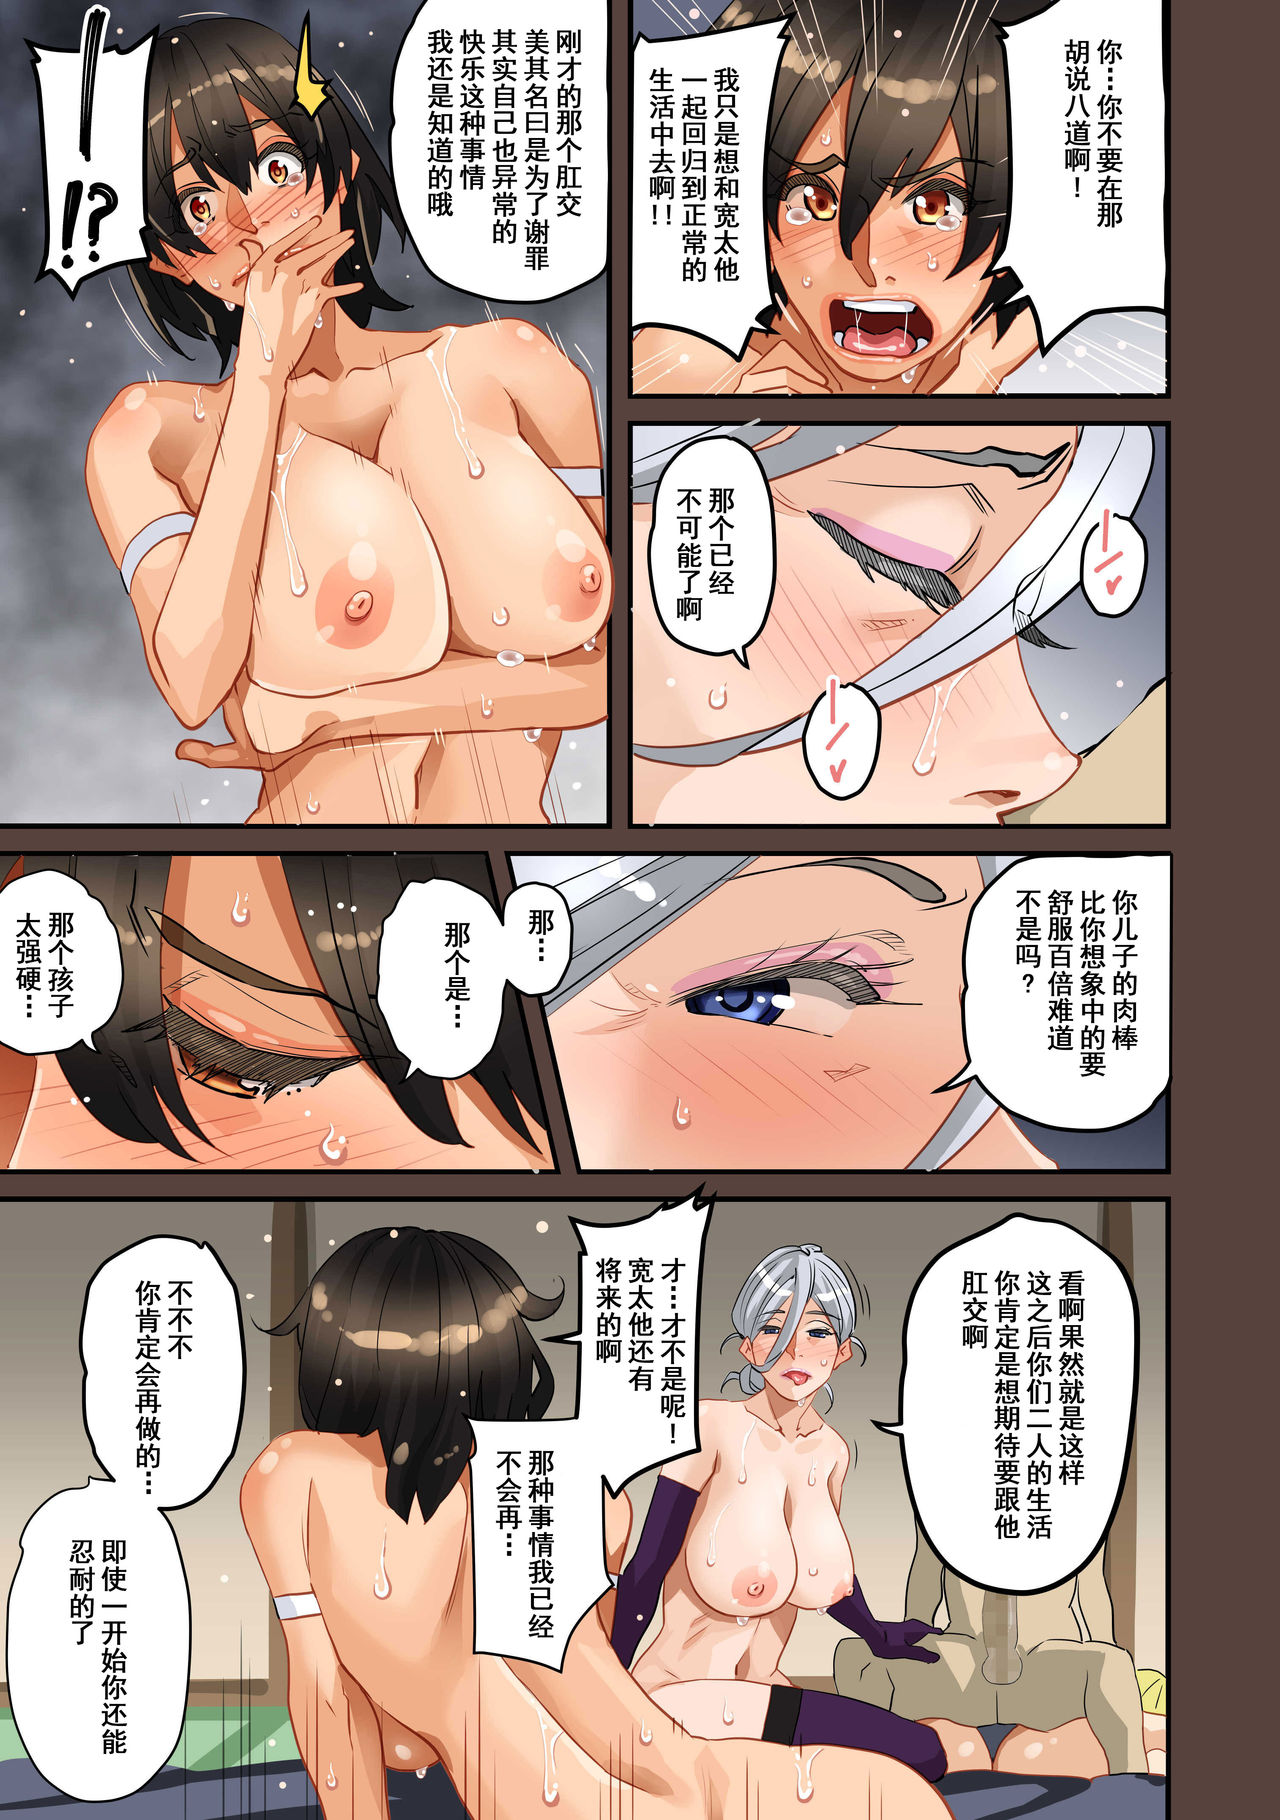 你…你不要在那
胡说八道啊！
我只是想和宽太他
一起回归到正常的
生活中去啊!!
刚才的那个肛交
美其名曰是为了谢罪
其实自己也异常的
快乐这种事情
我还是知道的哦
!?
那个已经
不可能了啊
你儿子的肉棒
比你想象中的要
舒服百倍难道
不是吗?
那…
那个是…
那个孩子
太强硬…
看啊果然就是这样
这之后你们二人的生活
你肯定是想期待要跟他
肛交啊
才…才不是呢！
宽太他还有
将来的啊
那种事情我已经
不会再…
不不不
你肯定会再做的…
即使一开始你还能
忍耐的了